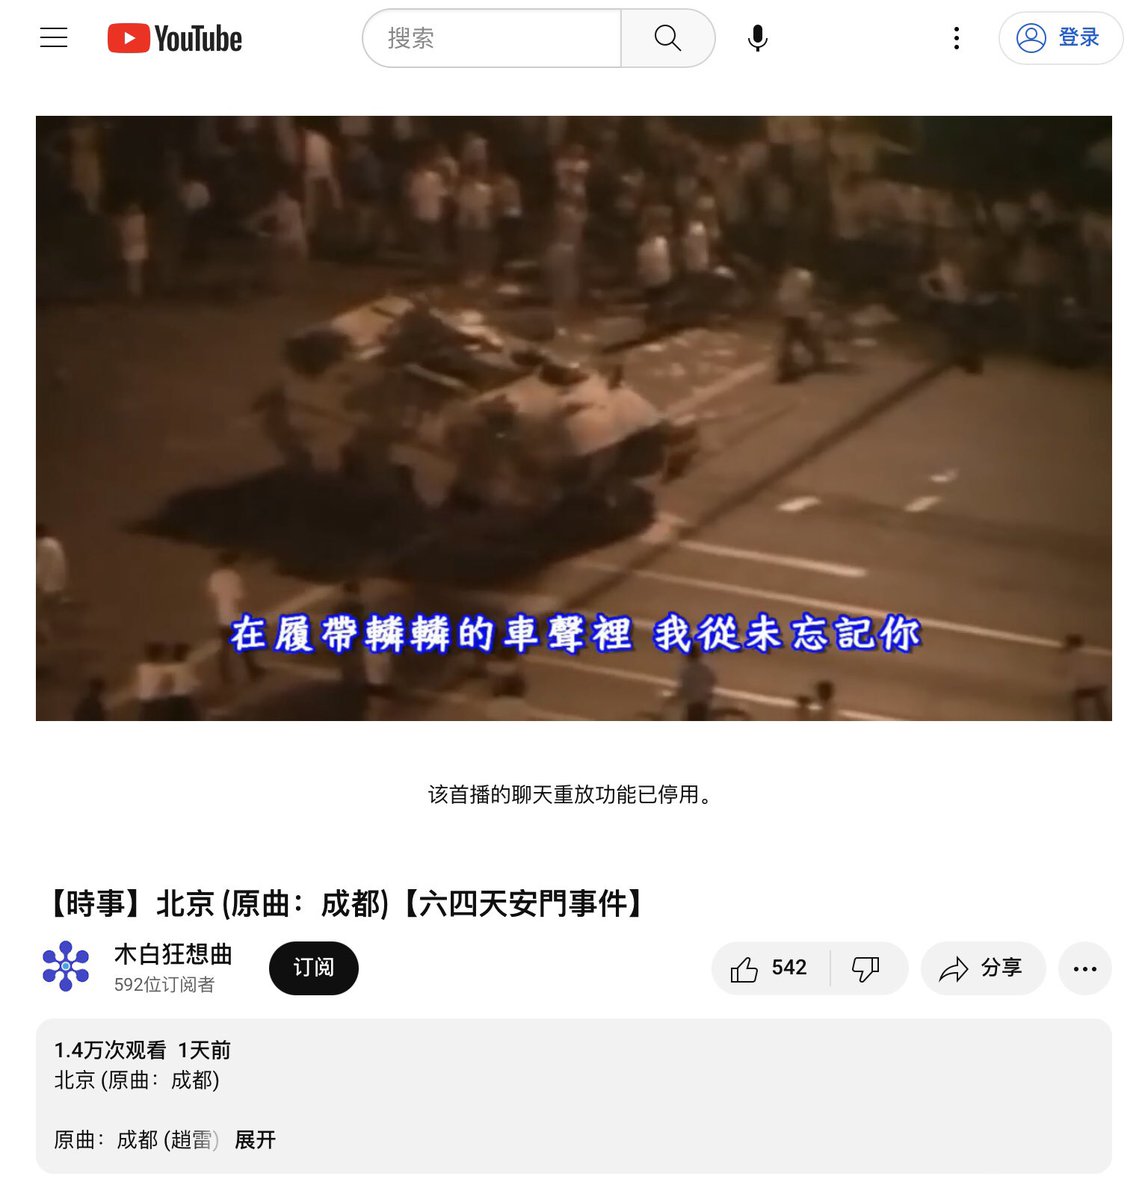 YouTube
搜索
登录
在履帶轔轔的車聲裡 我從未忘記你
该首播的聊天重放功能已停用。
【時事】北京 (原曲：成都)【六四天安門事件】
木白狂想曲
592位订阅者
订阅
542
分享
1.4万次观看 1天前
北京 (原曲：成都)
原曲：成都 (趙雷) 展开